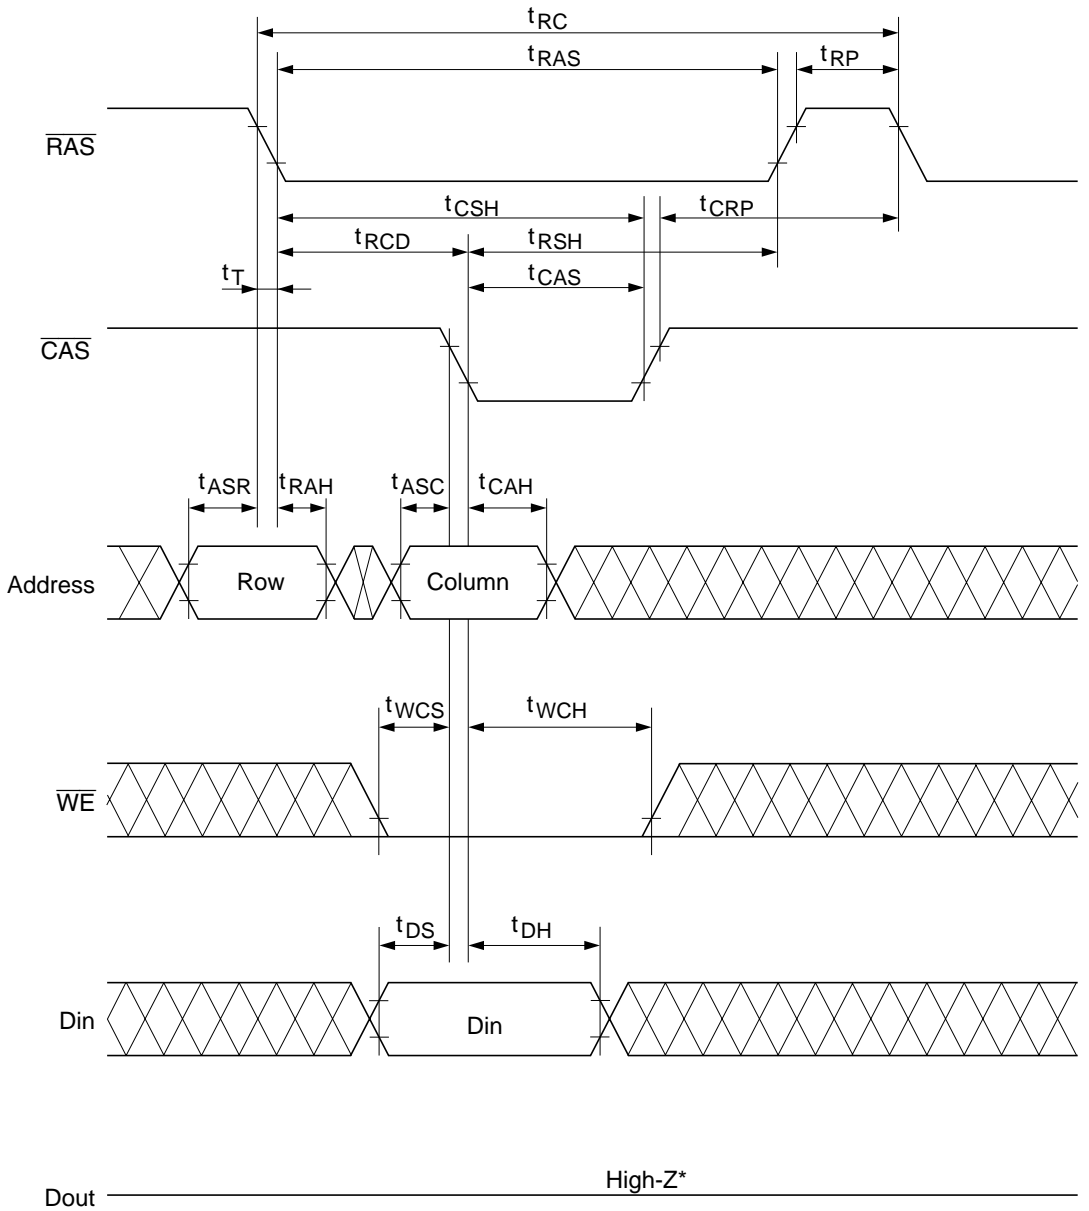 tRC
tRAS
tRP
RAS
tCSH
tCRP
tRCD
tRSH
tT
tCAS
CAS
tASR
tRAH
tASC
tCAH
Address
Row
Column
tWCS
tWCH
WE
tDS
tDH
Din
Din
High-Z*
Dout